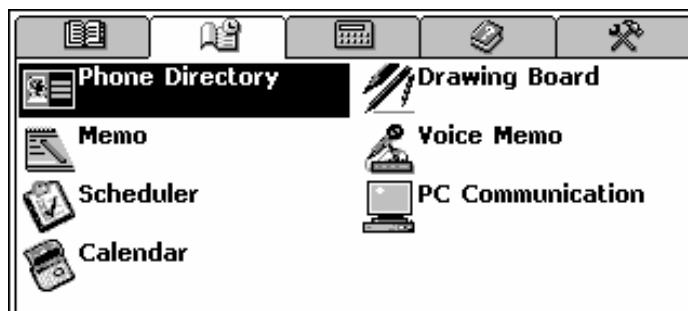 Phone Directory
Drawing Board
Memo
Voice Memo
Scheduler
PC Communication
Calendar